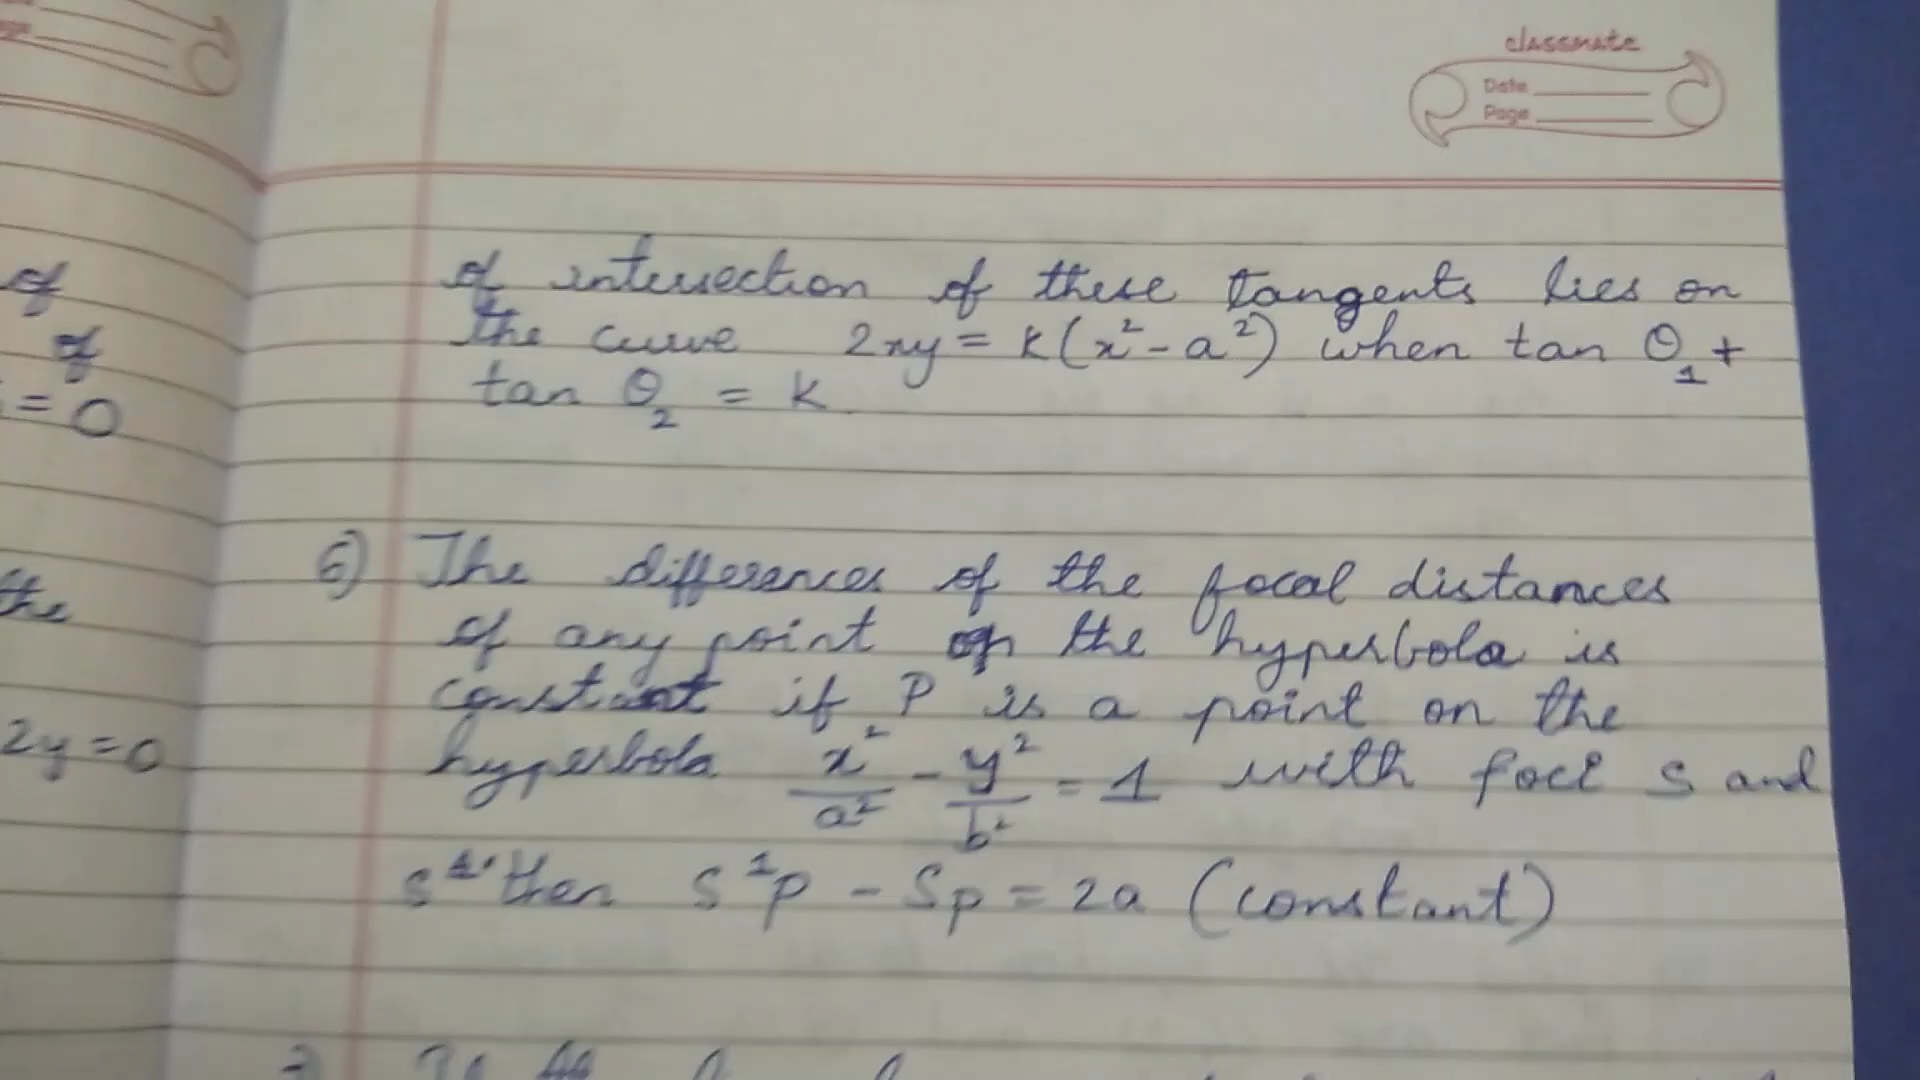 classmate
Date
Page
of
of
= 0
the
2y = 0
of intersection of these tangents lies on
the curve 2xy = k(x² - a²) when tan θ₁ +
tan θ₂ = k
6) The differences of the focal distances
of any point on the hyperbola is
constant if P is a point on the
hyperbola x²/a² - y²/b² = 1 with foci S and
S¹ then S¹p - Sp = 2a (constant)